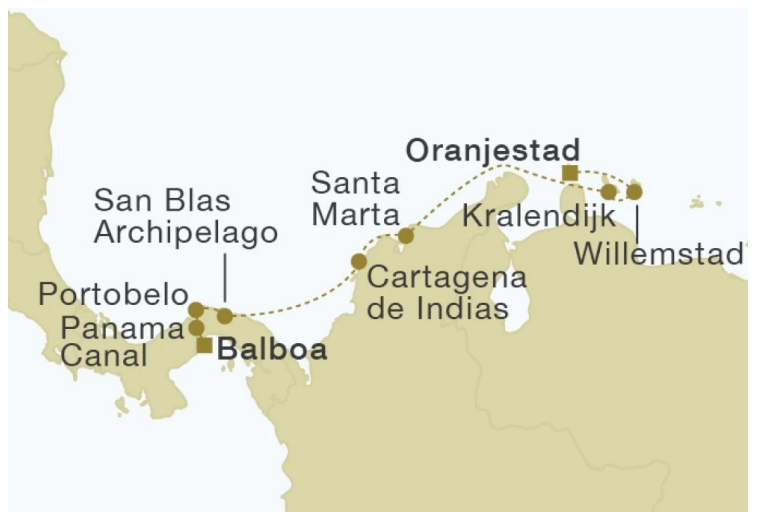 Oranjestad
Santa
Marta
San Blas
Archipelago
Kralendijk
Willemstad
Cartagena
de Indias
Portobelo
Panama
Canal
Balboa